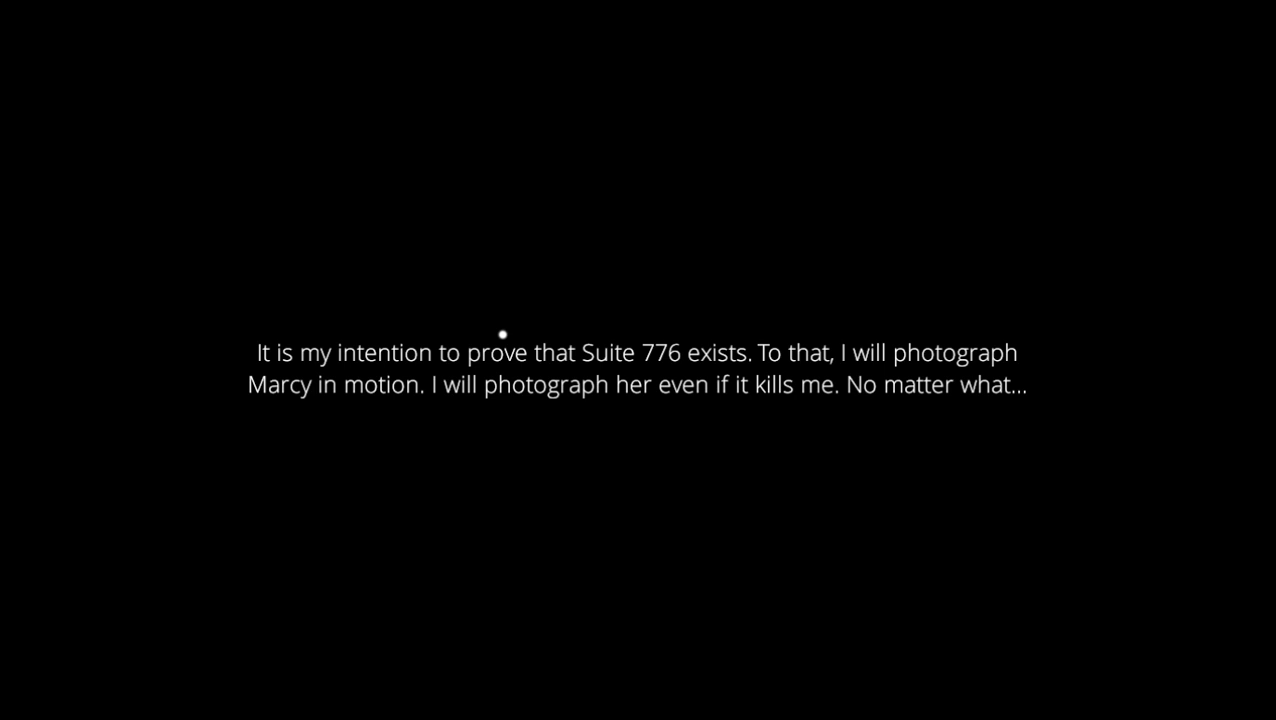 It is my intention to prove that Suite 776 exists. To that, I will photograph
Marcy in motion. I will photograph her even if it kills me. No matter what...